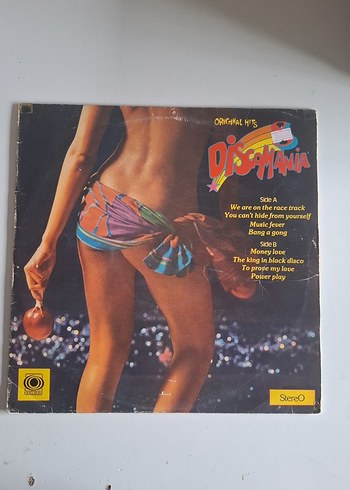 ORIGINAL HITS
DISCOMANIA
Side A
We are on the race track
You can't hide from yourself
Music fever
Bang a gong
Side B
Money love
The king in black disco
To prove my love
Power play
StereO